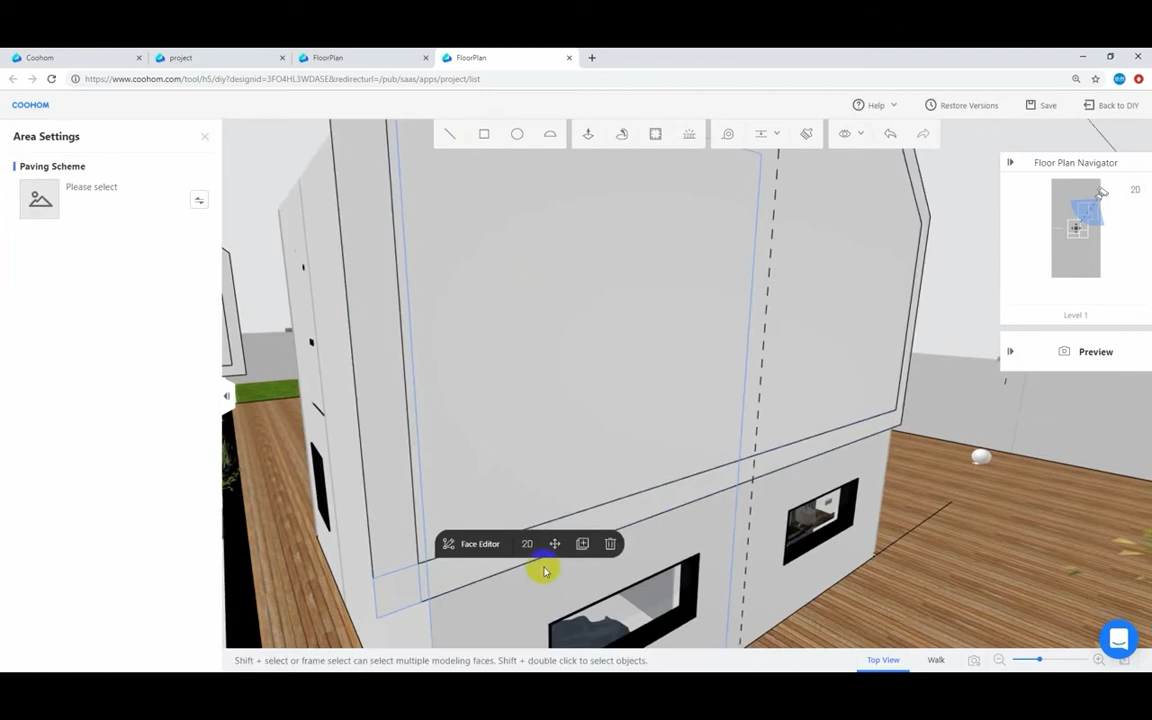 Coohom
project
FloorPlan
FloorPlan
https://www.coohom.com/tool/h5/diy?designid=3FO4HL3WDASE&redirecturl=/pub/saas/apps/project/list
COOHOM
Help
Restore Versions
Save
Back to DIY
Area Settings
Paving Scheme
Please select
Floor Plan Navigator
2D
Level 1
Preview
Face Editor
2D
Shift + select or frame select can select multiple modeling faces. Shift + double click to select objects.
Top View
Walk